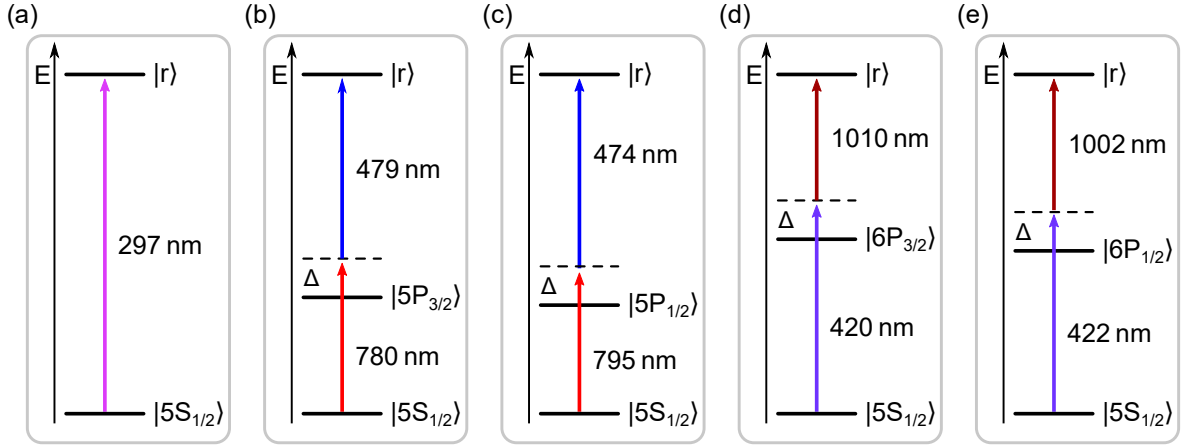 (a)
E
|r⟩
297 nm
|5S1/2⟩
(b)
E
|r⟩
479 nm
Δ
|5P3/2⟩
780 nm
|5S1/2⟩
(c)
E
|r⟩
474 nm
Δ
|5P1/2⟩
795 nm
|5S1/2⟩
(d)
E
|r⟩
1010 nm
Δ
|6P3/2⟩
420 nm
|5S1/2⟩
(e)
E
|r⟩
1002 nm
Δ
|6P1/2⟩
422 nm
|5S1/2⟩